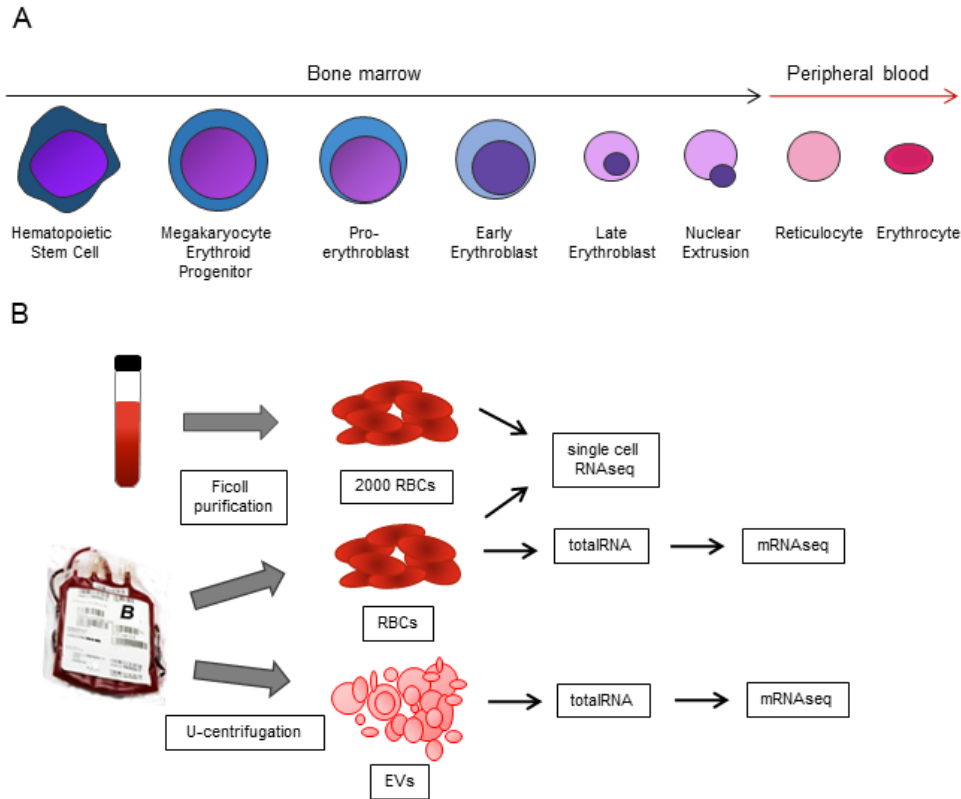 A
Bone marrow
Peripheral blood
Hematopoietic
Stem Cell
Megakaryocyte
Erythroid
Progenitor
Pro-
erythroblast
Early
Erythroblast
Late
Erythroblast
Nuclear
Extrusion
Reticulocyte
Erythrocyte
B
Ficoll
purification
2000 RBCs
single cell
RNAseq
B
RBCs
totalRNA
mRNAseq
U-centrifugation
EVs
totalRNA
mRNAseq